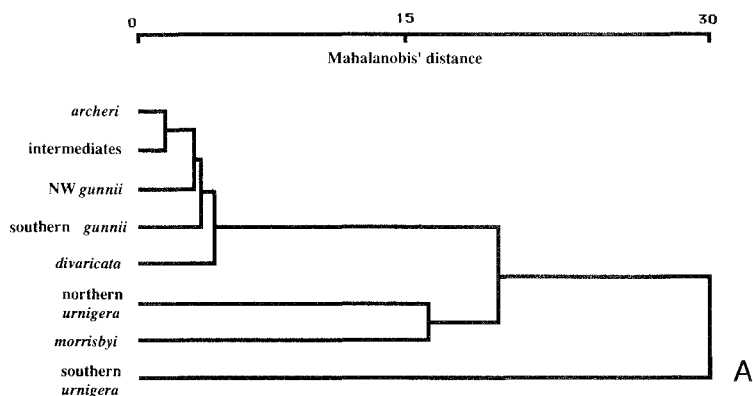 0 15 30
Mahalanobis' distance
archeri
intermediates
NW gunnii
southern gunnii
divaricata
northern
urnigera
morrisbyi
southern
urnigera
A